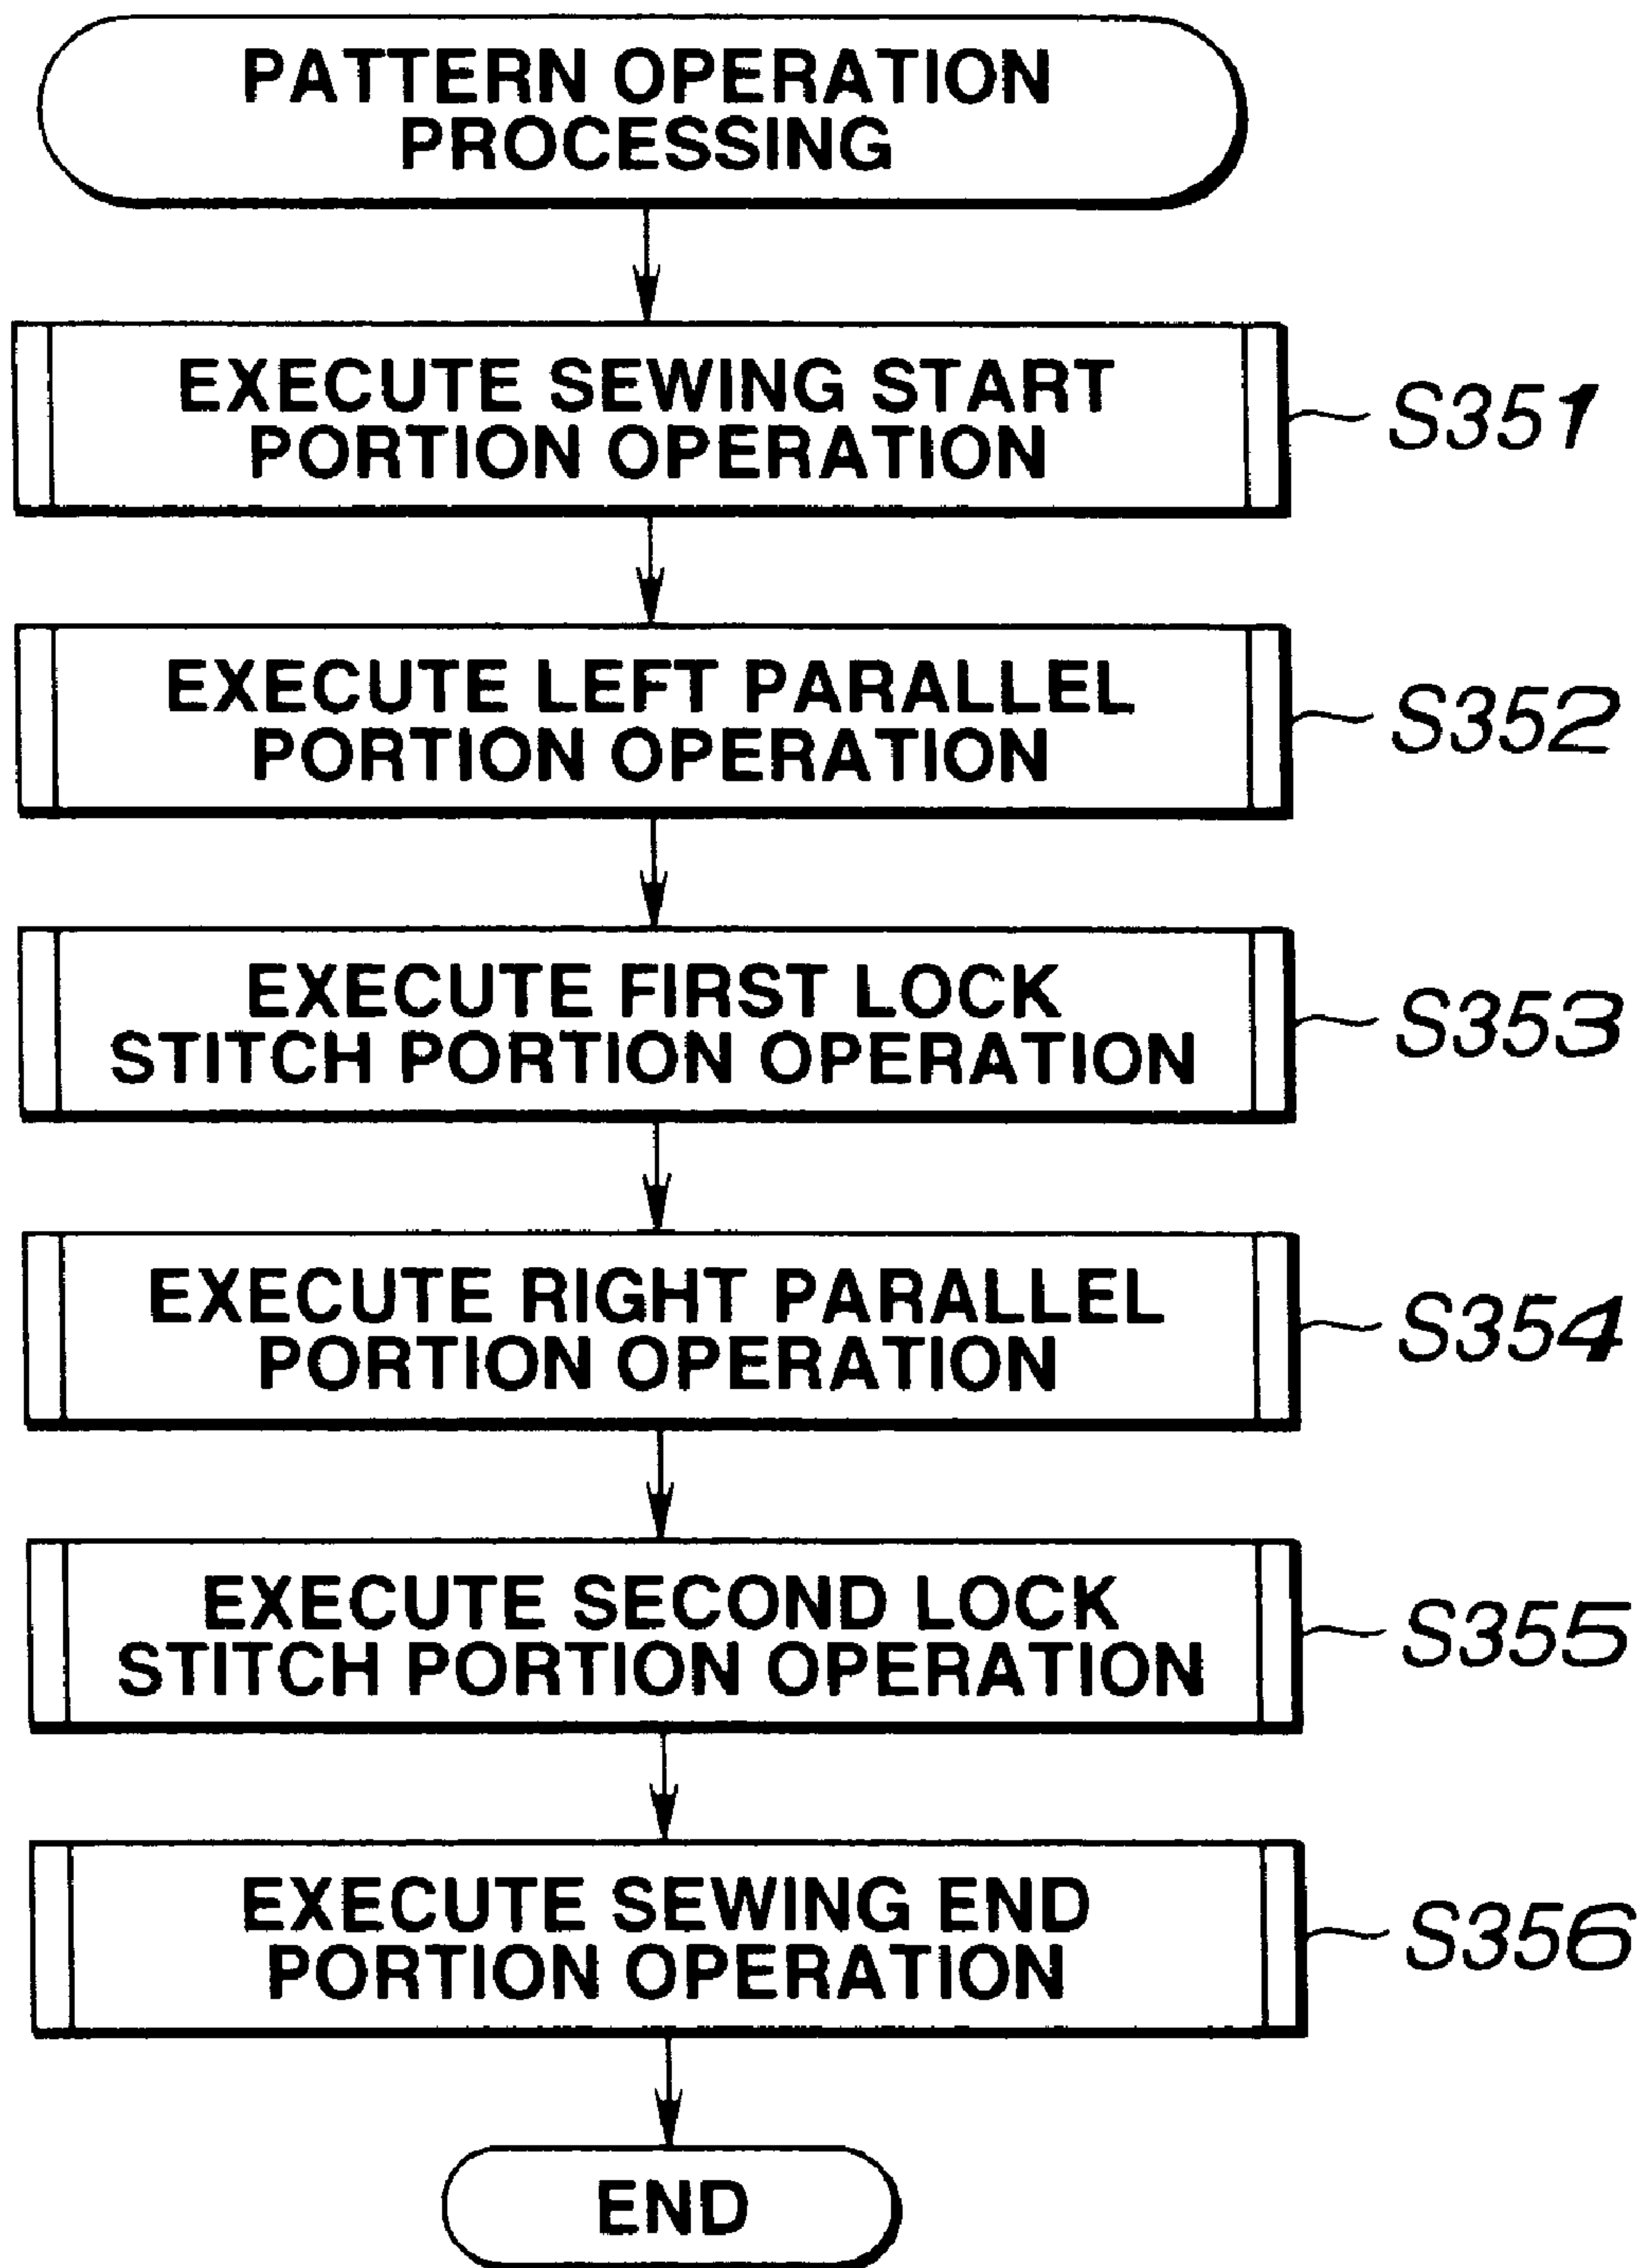 PATTERN OPERATION
PROCESSING
EXECUTE SEWING START
PORTION OPERATION
S351
EXECUTE LEFT PARALLEL
PORTION OPERATION
S352
EXECUTE FIRST LOCK
STITCH PORTION OPERATION
S353
EXECUTE RIGHT PARALLEL
PORTION OPERATION
S354
EXECUTE SECOND LOCK
STITCH PORTION OPERATION
S355
EXECUTE SEWING END
PORTION OPERATION
S356
END